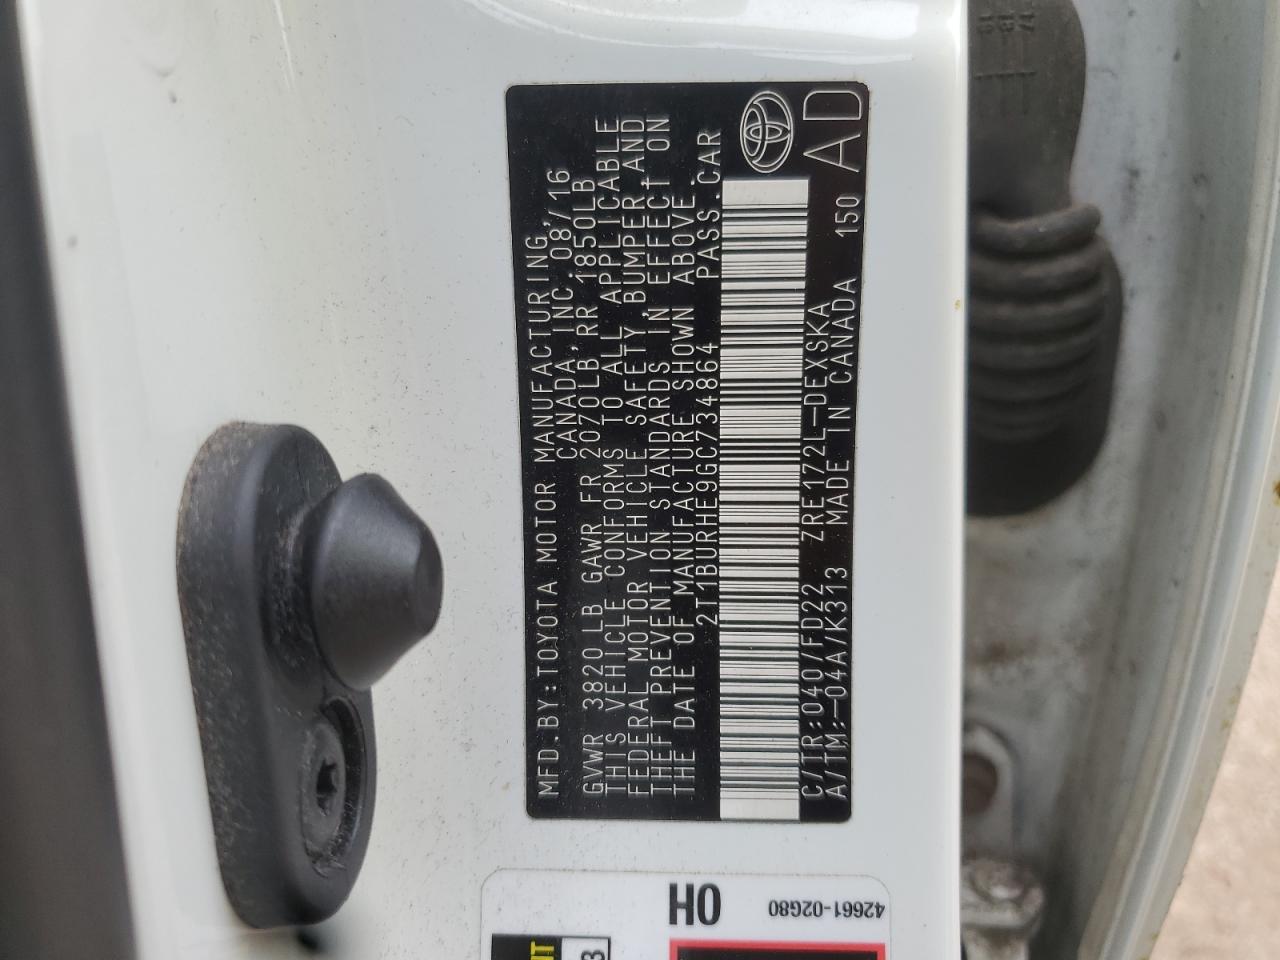 MFD.BY:TOYOTA MOTOR MANUFACTURING,
CANADA,INC.08/16
GVWR 3820LB GAWR FR 2070LB,RR 1850LB
THIS VEHICLE CONFORMS TO ALL APPLICABLE
FEDERAL MOTOR VEHICLE SAFETY,BUMPER,AND
THEFT PREVENTION STANDARDS IN EFFECT ON
THE DATE OF MANUFACTURE SHOWN ABOVE.
2T1BURHE9GC734864 PASS.CAR
C/TR:040/FD22 ZRE172L-DEXSKA
A/TM:-04A/K313 MADE IN CANADA 150
AD
OH
42661-02G80